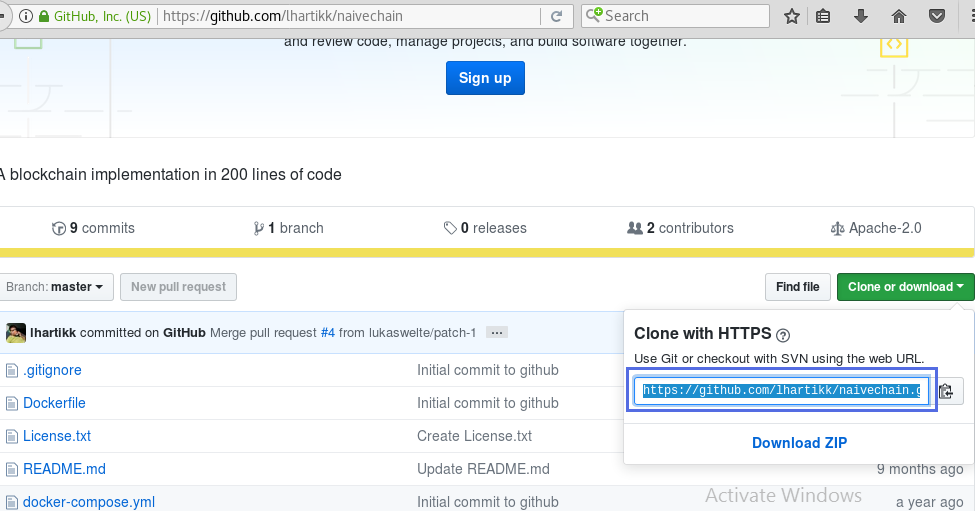 GitHub, Inc. (US) https://github.com/lhartikk/naivechain Search
and review code, manage projects, and build software together.
Sign up
A blockchain implementation in 200 lines of code
9 commits 1 branch 0 releases 2 contributors Apache-2.0
Branch: master New pull request Find file Clone or download
lhartikk committed on GitHub Merge pull request #4 from lukaswelte/patch-1 ...
Clone with HTTPS ?
Use Git or checkout with SVN using the web URL.
https://github.com/lhartikk/naivechain.g
Download ZIP
.gitignore Initial commit to github
Dockerfile Initial commit to github
License.txt Create License.txt
README.md Update README.md 9 months ago
docker-compose.yml Initial commit to github a year ago
Activate Windows